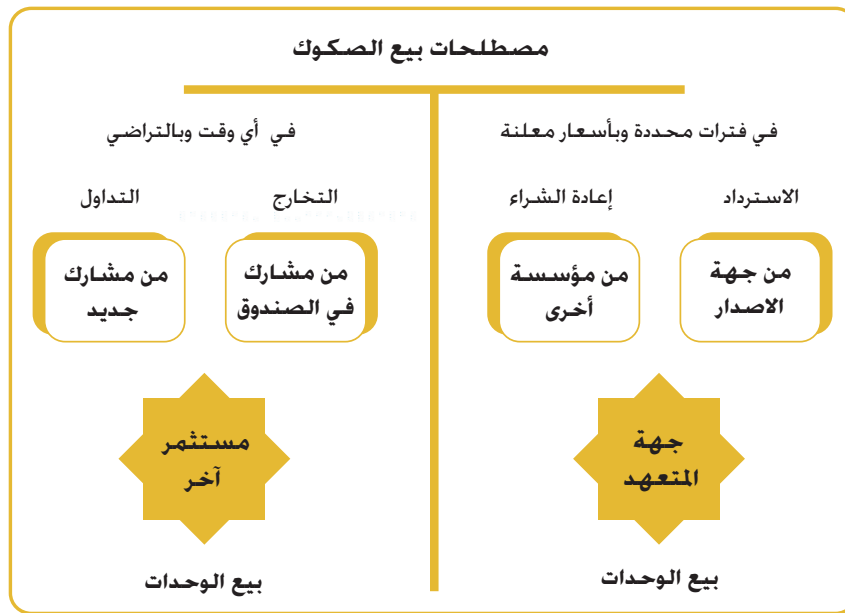 مصطلحات بيع الصكوك
في فترات محددة وبأسعار معلنة
في أي وقت وبالتراضي
الاسترداد
إعادة الشراء
التخارج
التداول
من جهة
الاصدار
من مؤسسة
أخرى
من مشارك
في الصندوق
من مشارك
جديد
جهة
المتعهد
مستثمر
آخر
بيع الوحدات
بيع الوحدات